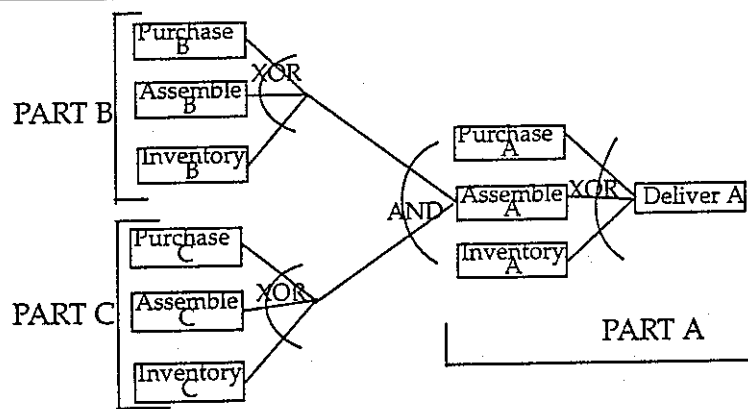 PART B
Purchase
B
Assemble
B
Inventory
B
XOR
PART C
Purchase
C
Assemble
C
Inventory
C
XOR
AND
Purchase
A
Assemble
A
Inventory
A
XOR
Deliver A
PART A